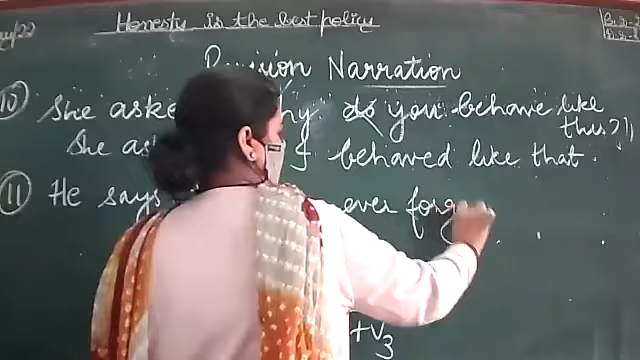 Honesty is the best policy
Revision Narration
10 She aske hy do you behave like this?"
She as I behaved like that.
11 He says ever forg
+V3